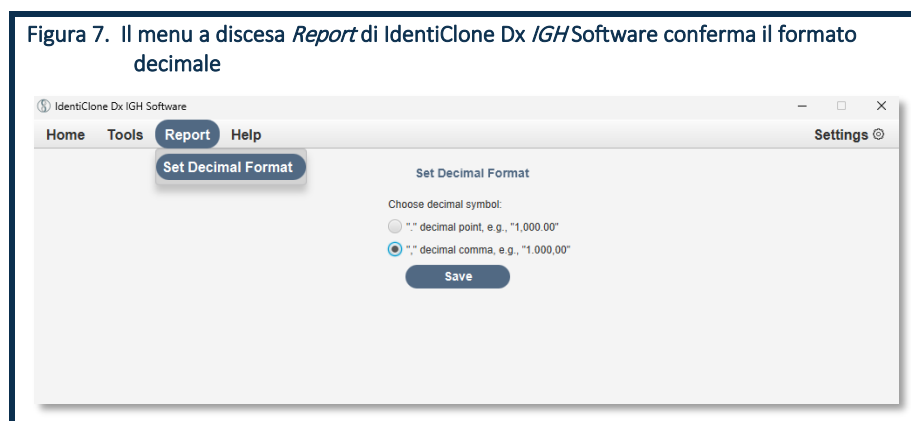 Figura 7. Il menu a discesa Report di IdentiClone Dx IGH Software conferma il formato
decimale
IdentiClone Dx IGH Software
Home Tools Report Help Settings
Set Decimal Format
Set Decimal Format
Choose decimal symbol:
"." decimal point, e.g., "1,000.00"
"," decimal comma, e.g., "1.000,00"
Save